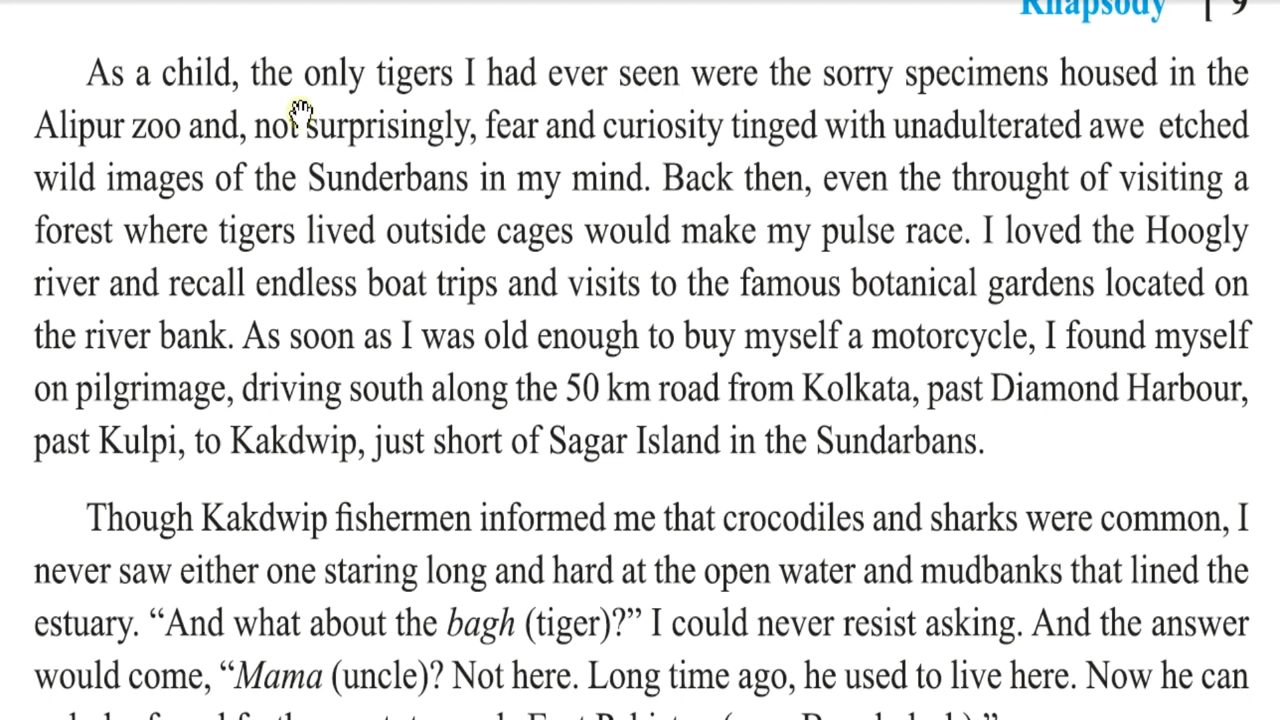 Rhapsody | 9
As a child, the only tigers I had ever seen were the sorry specimens housed in the
Alipur zoo and, not surprisingly, fear and curiosity tinged with unadulterated awe etched
wild images of the Sunderbans in my mind. Back then, even the throught of visiting a
forest where tigers lived outside cages would make my pulse race. I loved the Hoogly
river and recall endless boat trips and visits to the famous botanical gardens located on
the river bank. As soon as I was old enough to buy myself a motorcycle, I found myself
on pilgrimage, driving south along the 50 km road from Kolkata, past Diamond Harbour,
past Kulpi, to Kakdwip, just short of Sagar Island in the Sundarbans.
Though Kakdwip fishermen informed me that crocodiles and sharks were common, I
never saw either one staring long and hard at the open water and mudbanks that lined the
estuary. “And what about the bagh (tiger)?” I could never resist asking. And the answer
would come, “Mama (uncle)? Not here. Long time ago, he used to live here. Now he can